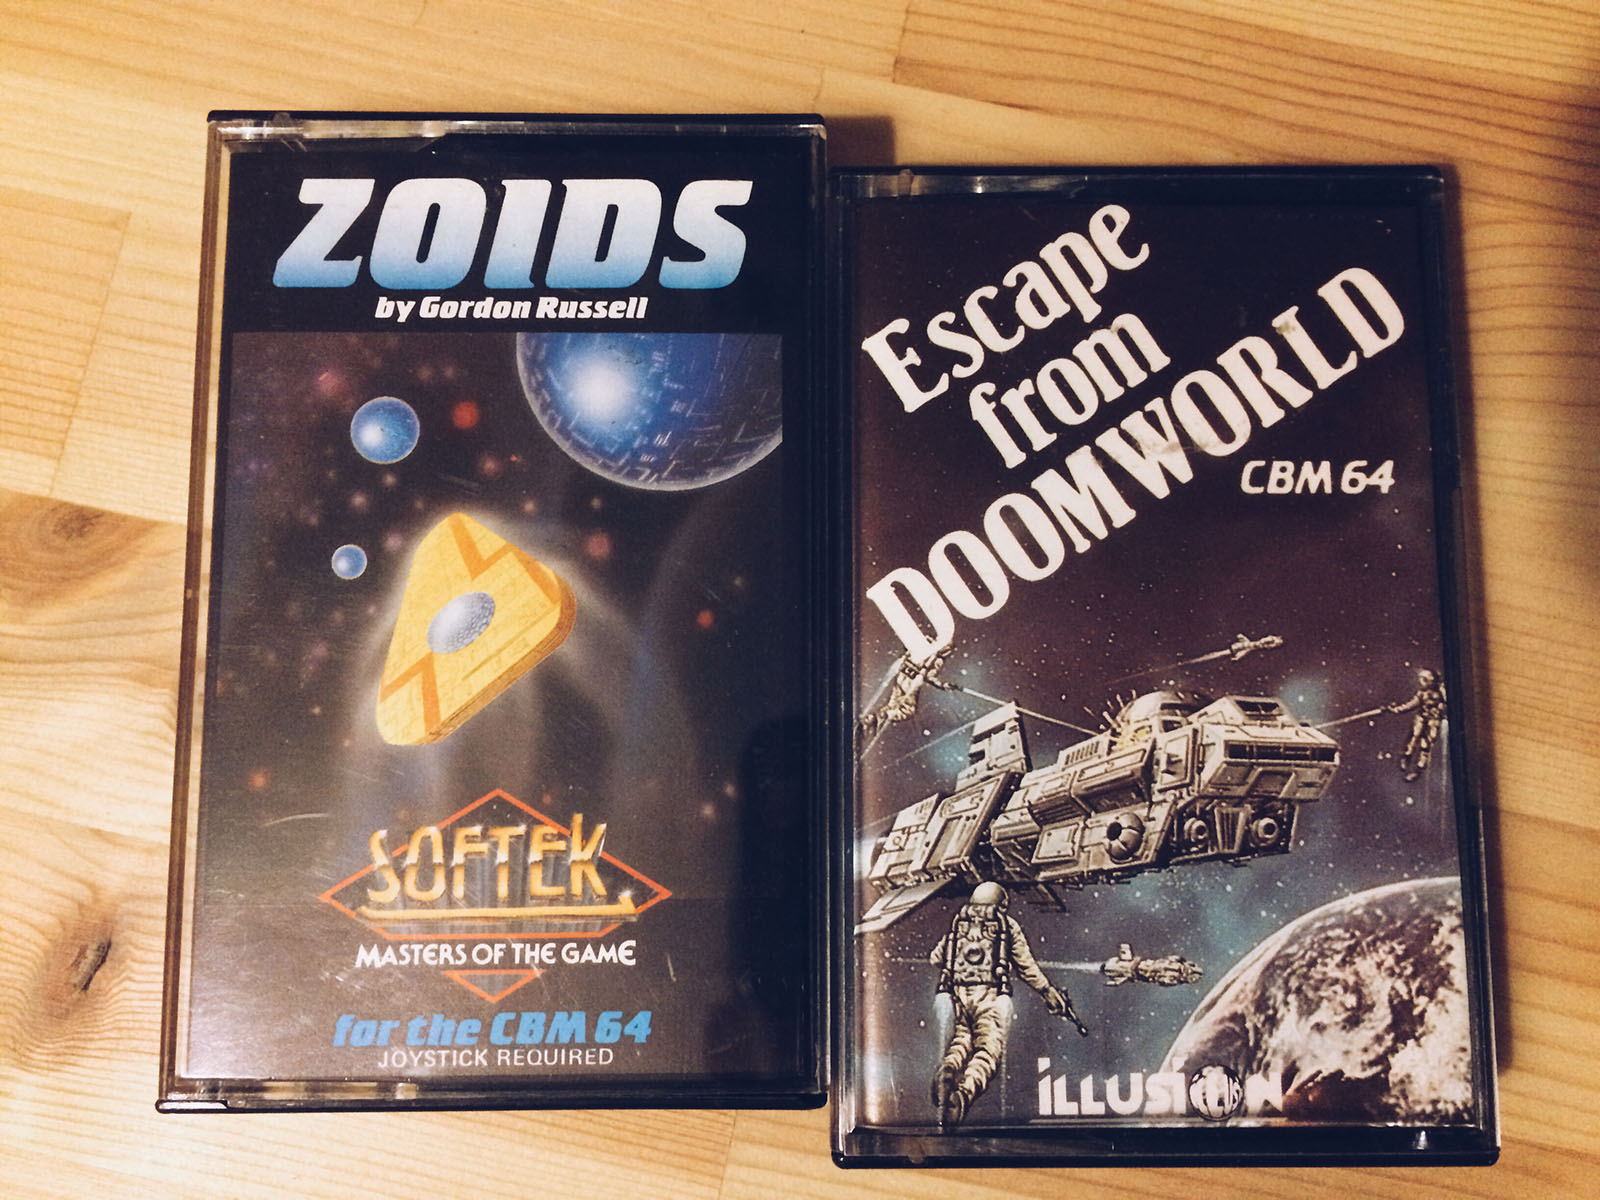 ZOIDS
by Gordon Russell
SOFTEK
MASTERS OF THE GAME
for the CBM 64
JOYSTICK REQUIRED
Escape
from
DOOMWORLD
CBM 64
iLLUSiON